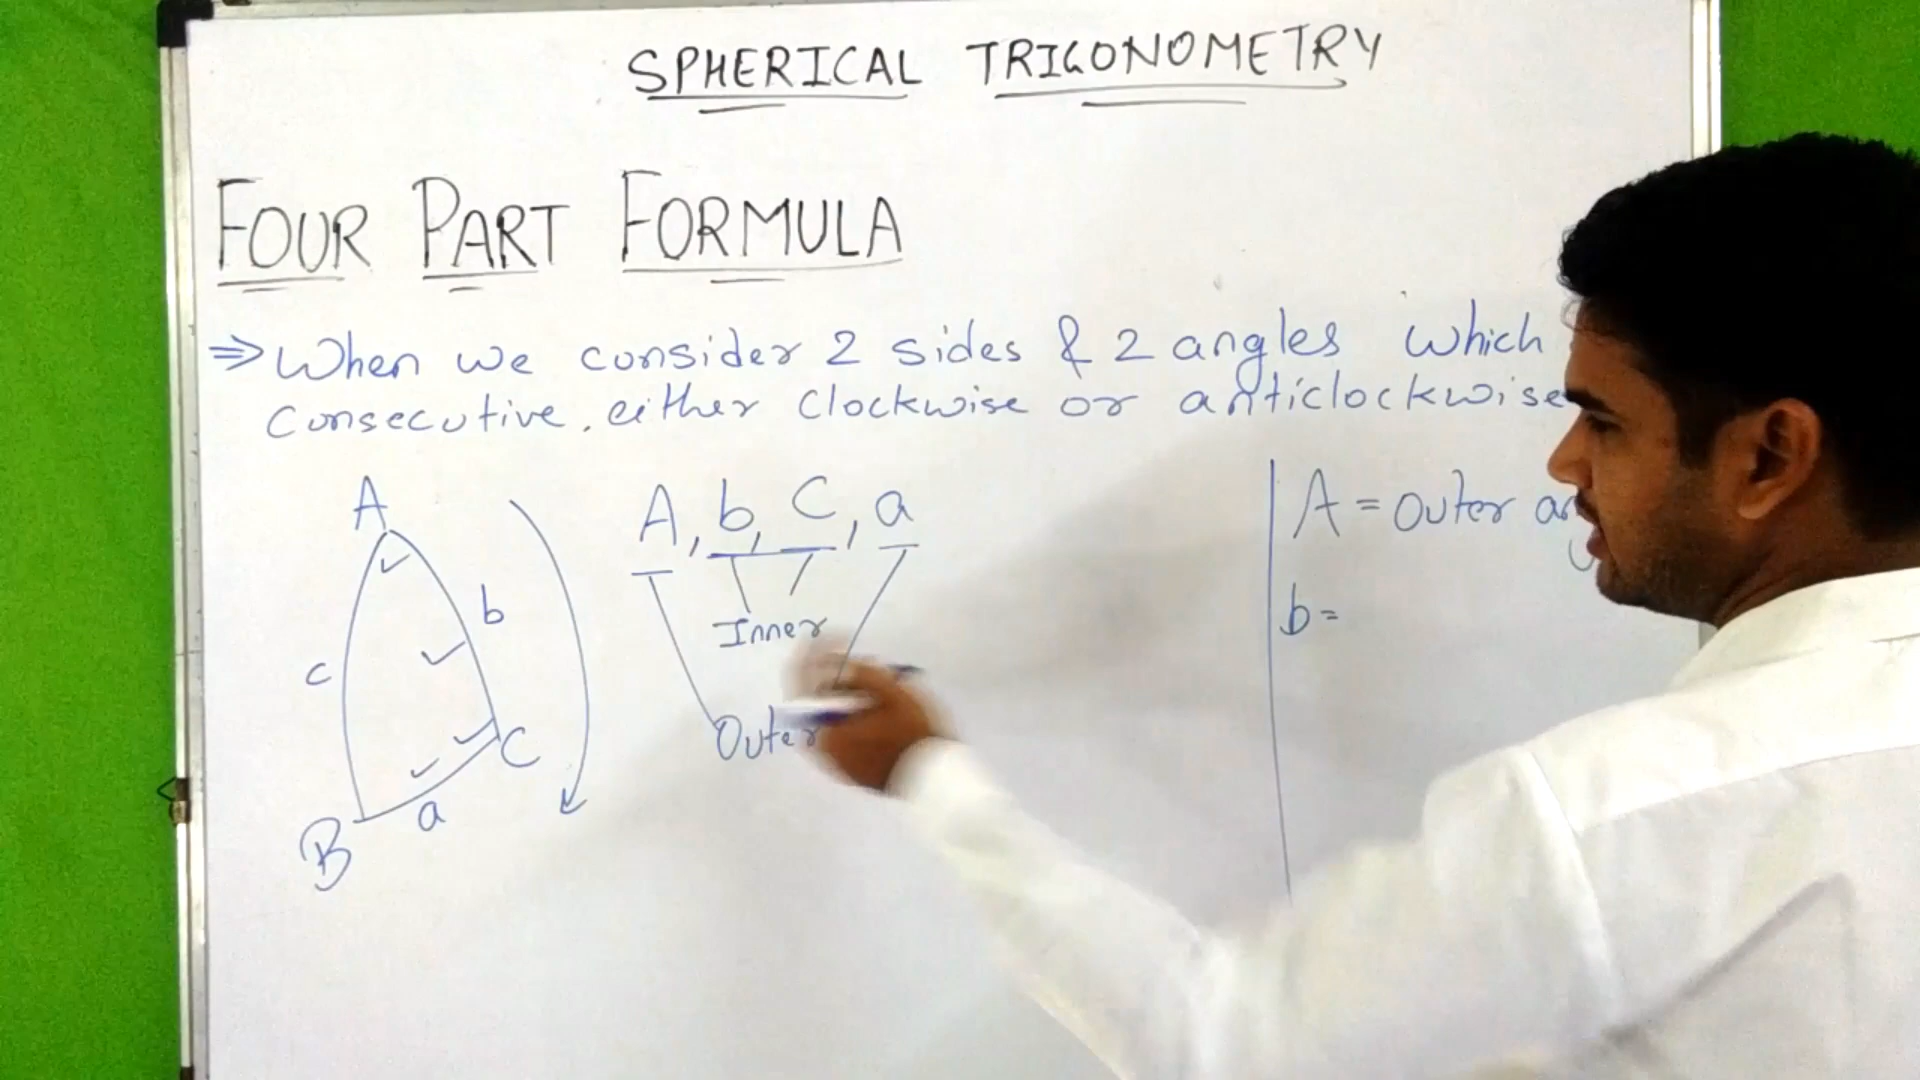 SPHERICAL TRIGONOMETRY
FOUR PART FORMULA
⇒ When we consider 2 sides & 2 angles which
consecutive, either clockwise or anticlockwise
A
b
c
C
a
B
A, b, C, a
Inner
Outer
A = outer
b =